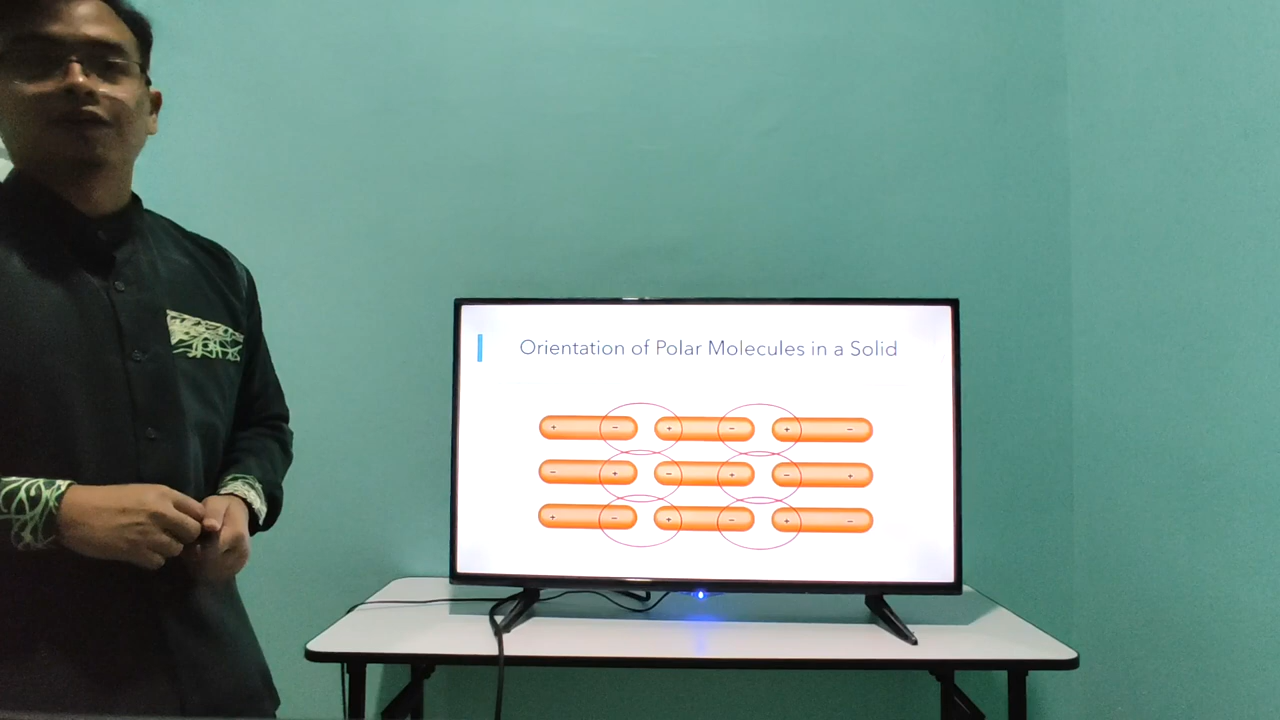 Orientation of Polar Molecules in a Solid
+ − + − + −
− + − + − +
+ − + − + −